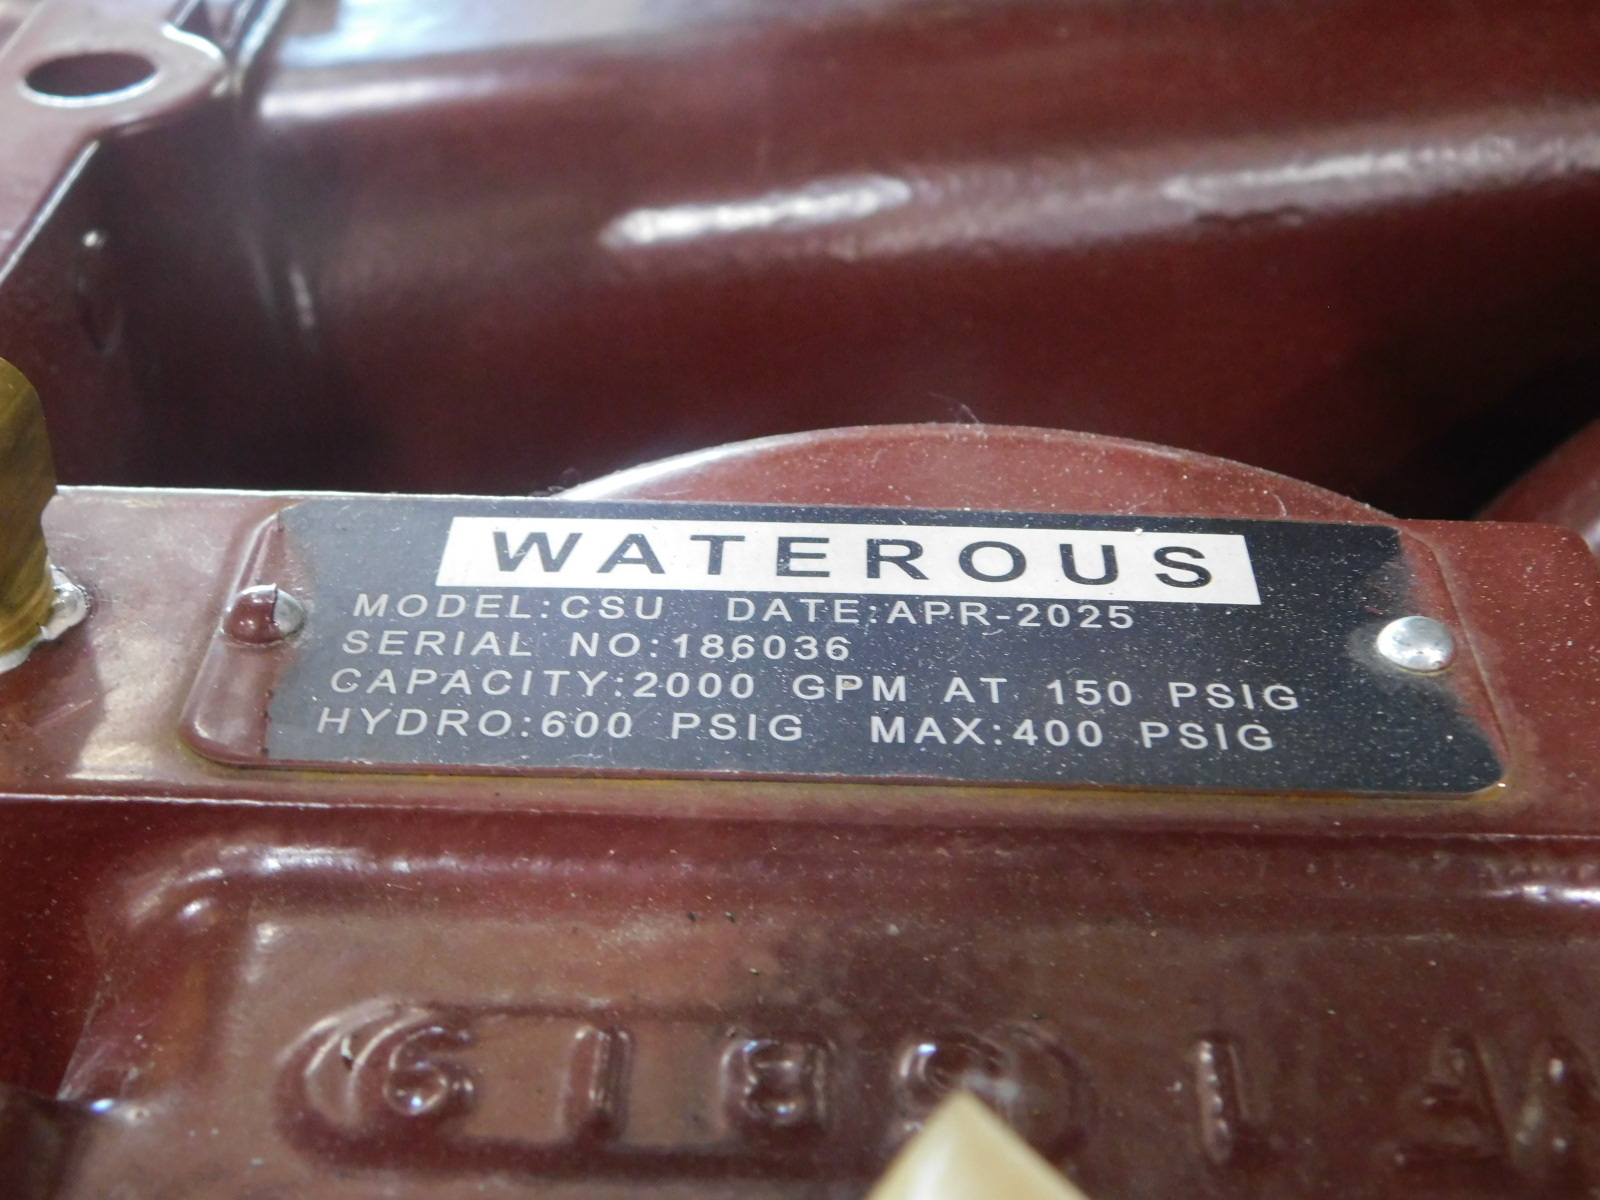 WATEROUS
MODEL:CSU DATE:APR-2025
SERIAL NO:186036
CAPACITY:2000 GPM AT 150 PSIG
HYDRO:600 PSIG MAX:400 PSIG